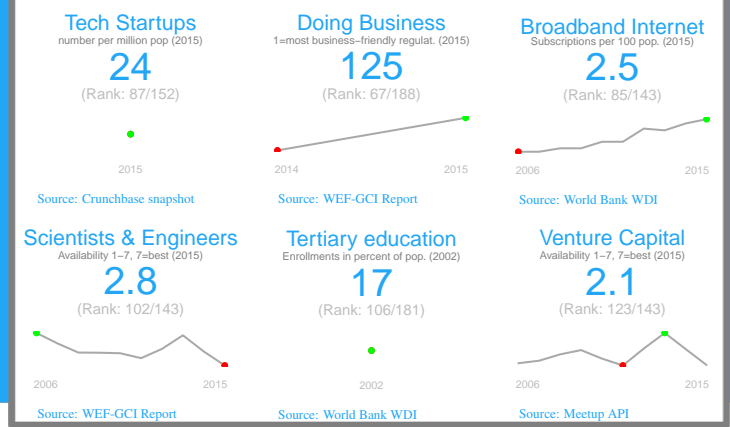 Tech Startups
number per million pop (2015)
24
(Rank: 87/152)
2015
Source: Crunchbase snapshot
Doing Business
1=most business−friendly regulat. (2015)
125
(Rank: 67/188)
2014
2015
Source: WEF-GCI Report
Broadband Internet
Subscriptions per 100 pop. (2015)
2.5
(Rank: 85/143)
2006
2015
Source: World Bank WDI
Scientists & Engineers
Availability 1−7, 7=best (2015)
2.8
(Rank: 102/143)
2006
2015
Source: WEF-GCI Report
Tertiary education
Enrollments in percent of pop. (2002)
17
(Rank: 106/181)
2002
Source: World Bank WDI
Venture Capital
Availability 1−7, 7=best (2015)
2.1
(Rank: 123/143)
2006
2015
Source: Meetup API